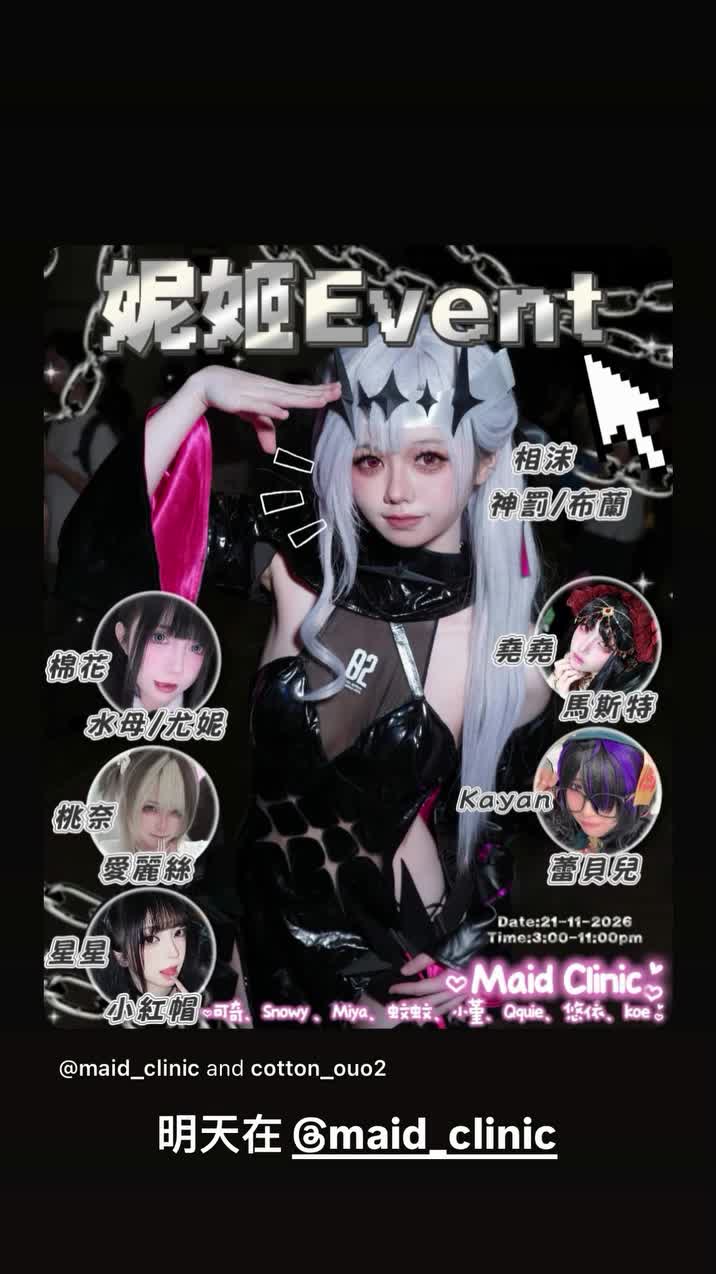 妮姬Event
相沫
神罰/布蘭
棉花
水母/尤妮
堯堯
馬斯特
桃奈
愛麗絲
Kayan
蕾貝兒
星星
小紅帽
Date:21-11-2026
Time:3:00-11:00pm
Maid Clinic
可奇、Snowy、Miya、蚊蚊、小堇、Qquie、悠依、koe
82
@maid_clinic and cotton_ouo2
明天在 @maid_clinic